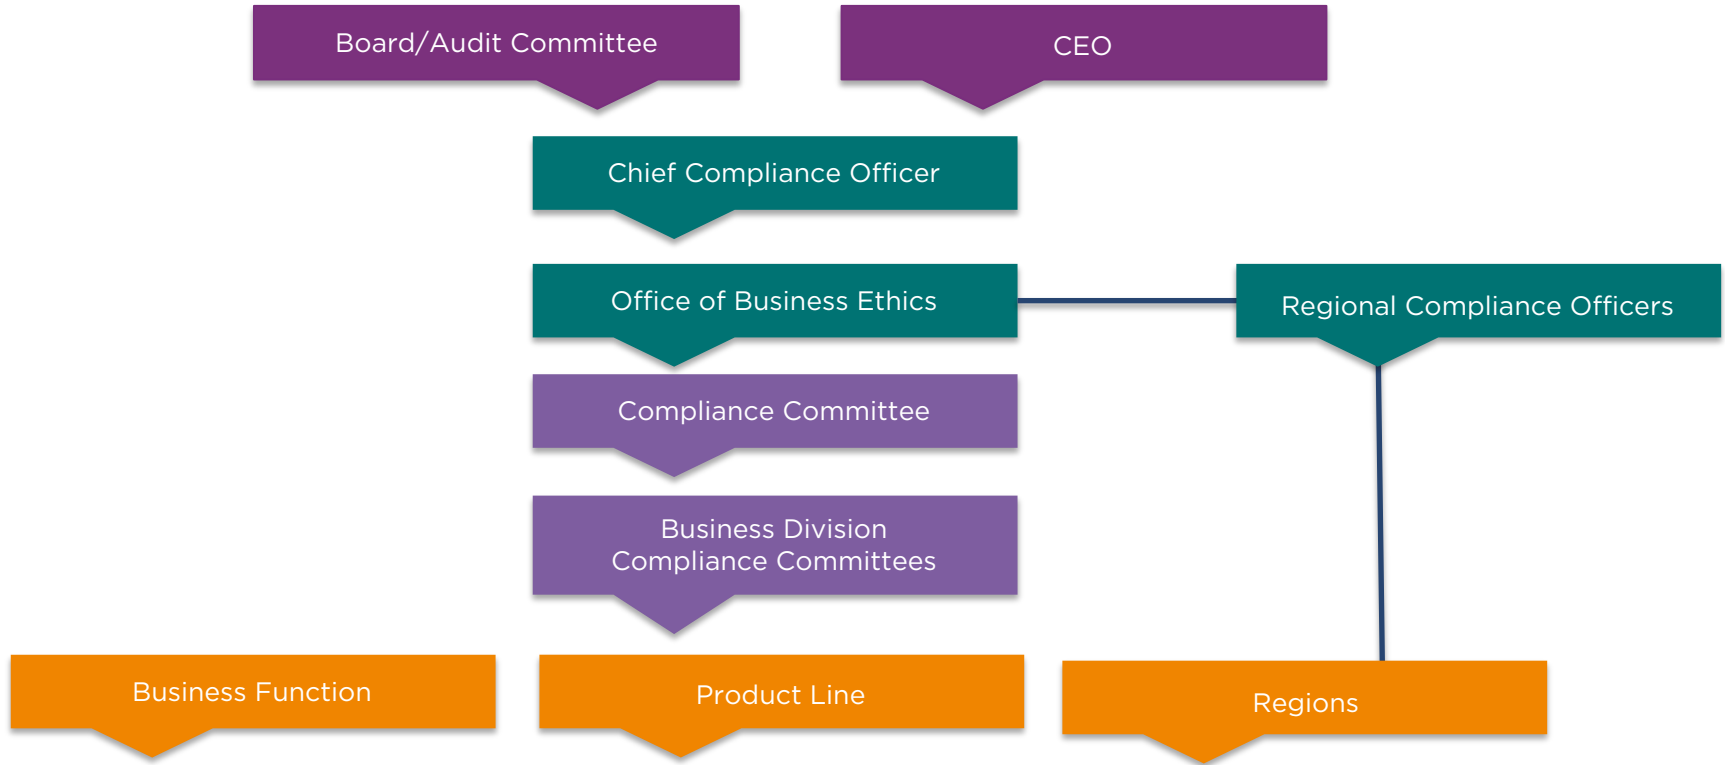 Board/Audit Committee
CEO
Chief Compliance Officer
Office of Business Ethics
Regional Compliance Officers
Compliance Committee
Business Division
Compliance Committees
Business Function
Product Line
Regions